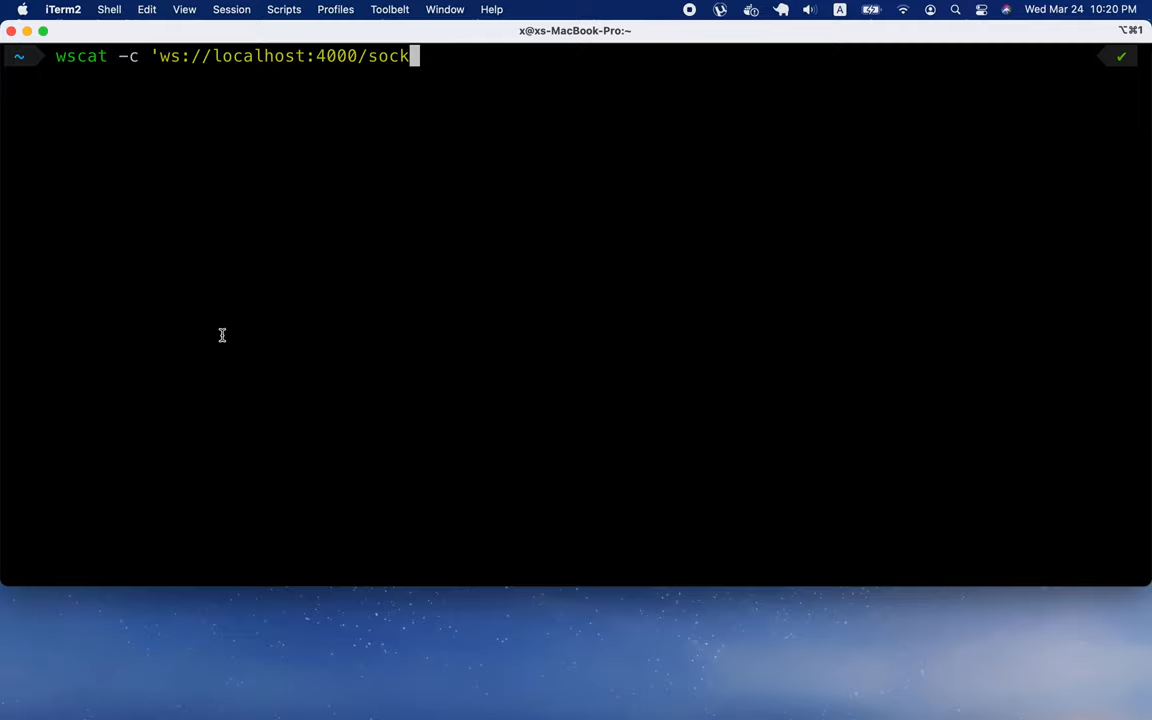 iTerm2 Shell Edit View Session Scripts Profiles Toolbelt Window Help A Wed Mar 24 10:20 PM
x@xs-MacBook-Pro:~ ⌥⌘1
~ wscat -c 'ws://localhost:4000/sock ✔